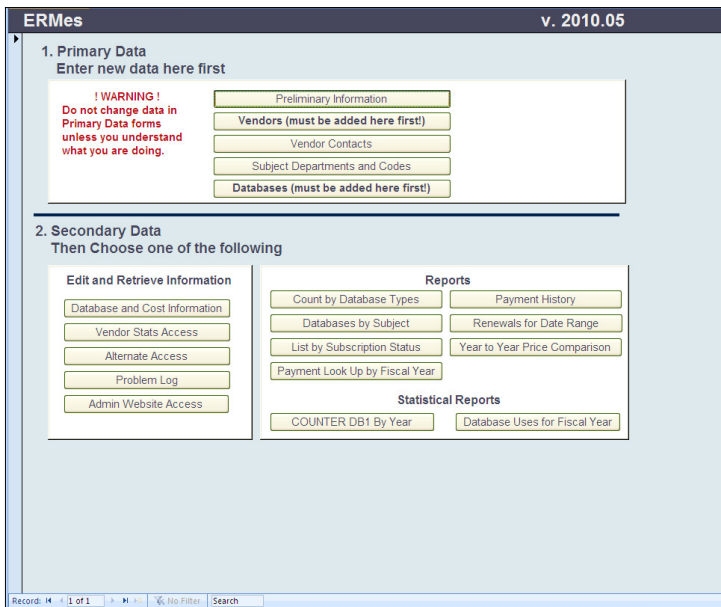 ERMes v. 2010.05
1. Primary Data
Enter new data here first
! WARNING !
Do not change data in
Primary Data forms
unless you understand
what you are doing.
Preliminary Information
Vendors (must be added here first!)
Vendor Contacts
Subject Departments and Codes
Databases (must be added here first!)
2. Secondary Data
Then Choose one of the following
Edit and Retrieve Information
Database and Cost Information
Vendor Stats Access
Alternate Access
Problem Log
Admin Website Access
Reports
Count by Database Types
Payment History
Databases by Subject
Renewals for Date Range
List by Subscription Status
Year to Year Price Comparison
Payment Look Up by Fiscal Year
Statistical Reports
COUNTER DB1 By Year
Database Uses for Fiscal Year
Record: 1 of 1 No Filter Search